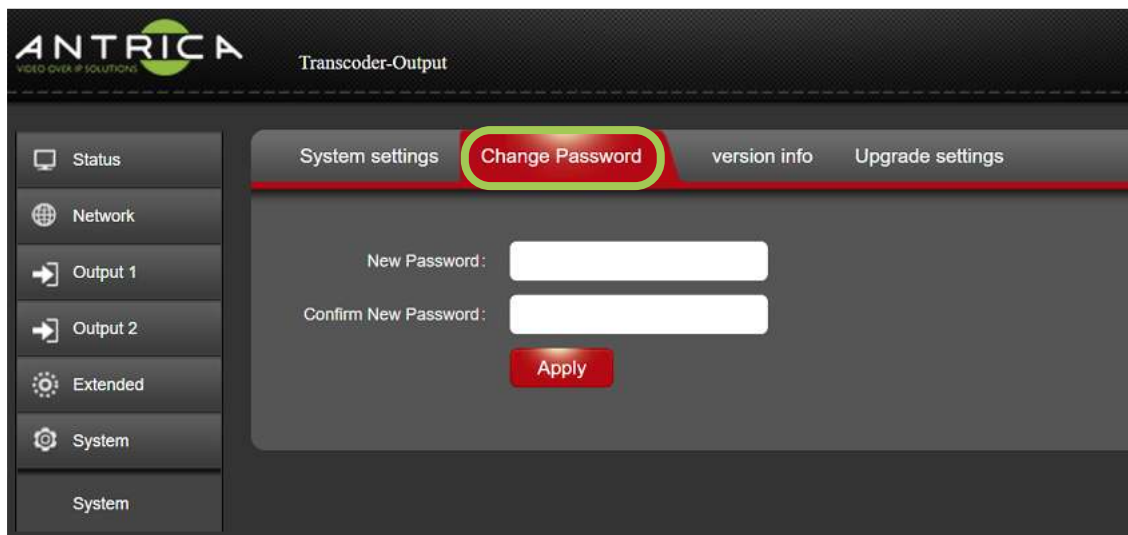 ANTRICA
VIDEO OVER IP SOLUTIONS
Transcoder-Output
Status
Network
Output 1
Output 2
Extended
System
System
System settings Change Password version info Upgrade settings
New Password:
Confirm New Password:
Apply